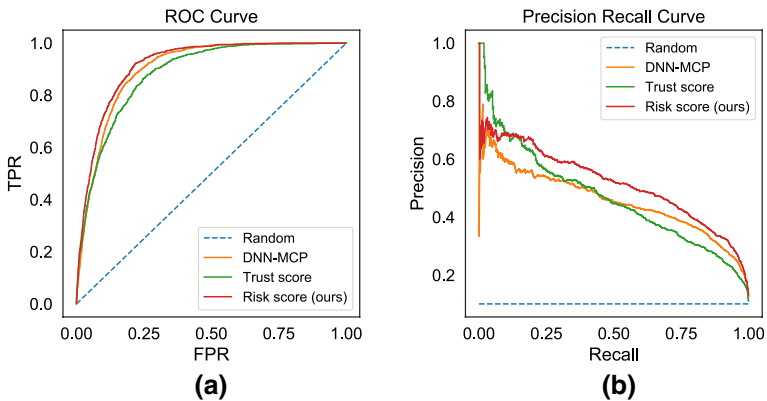 ROC Curve
1.0
0.8
0.6
0.4
0.2
0.0
TPR
Random
DNN-MCP
Trust score
Risk score (ours)
0.00 0.25 0.50 0.75 1.00
FPR
(a)
Precision Recall Curve
1.0
0.8
0.6
0.4
0.2
Precision
Random
DNN-MCP
Trust score
Risk score (ours)
0.00 0.25 0.50 0.75 1.00
Recall
(b)